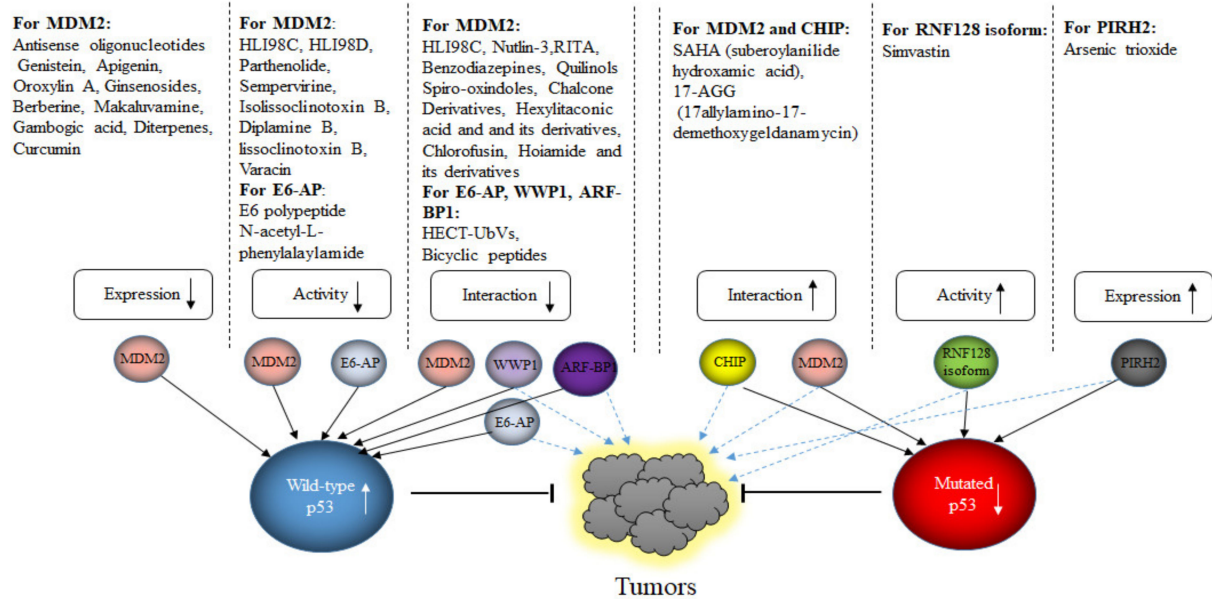 For MDM2:
Antisense oligonucleotides
Genistein, Apigenin,
Oroxylin A, Ginsenosides,
Berberine, Makaluvamine,
Gambogic acid, Diterpenes,
Curcumin
For MDM2:
HLI98C, HLI98D,
Parthenolide,
Sempervirine,
Isolissoclinotoxin B,
Diplamine B,
lissoclinotoxin B,
Varacin
For E6-AP:
E6 polypeptide
N-acetyl-L-
phenylalaylamide
For MDM2:
HLI98C, Nutlin-3,RITA,
Benzodiazepines, Quilinols
Spiro-oxindoles, Chalcone
Derivatives, Hexylitaconic
acid and and its derivatives,
Chlorofusin, Hoiamide and
its derivatives
For E6-AP, WWP1, ARF-
BP1:
HECT-UbVs,
Bicyclic peptides
For MDM2 and CHIP:
SAHA (suberoylanilide
hydroxamic acid),
17-AGG
(17allylamino-17-
demethoxygeldanamycin)
For RNF128 isoform:
Simvastin
For PIRH2:
Arsenic trioxide
Expression ↓
Activity ↓
Interaction ↓
Interaction ↑
Activity ↑
Expression ↑
MDM2
MDM2
E6-AP
MDM2
WWP1
ARF-BP1
E6-AP
CHIP
MDM2
RNF128
isoform
PIRH2
Wild-type
p53 ↑
Mutated
p53 ↓
Tumors